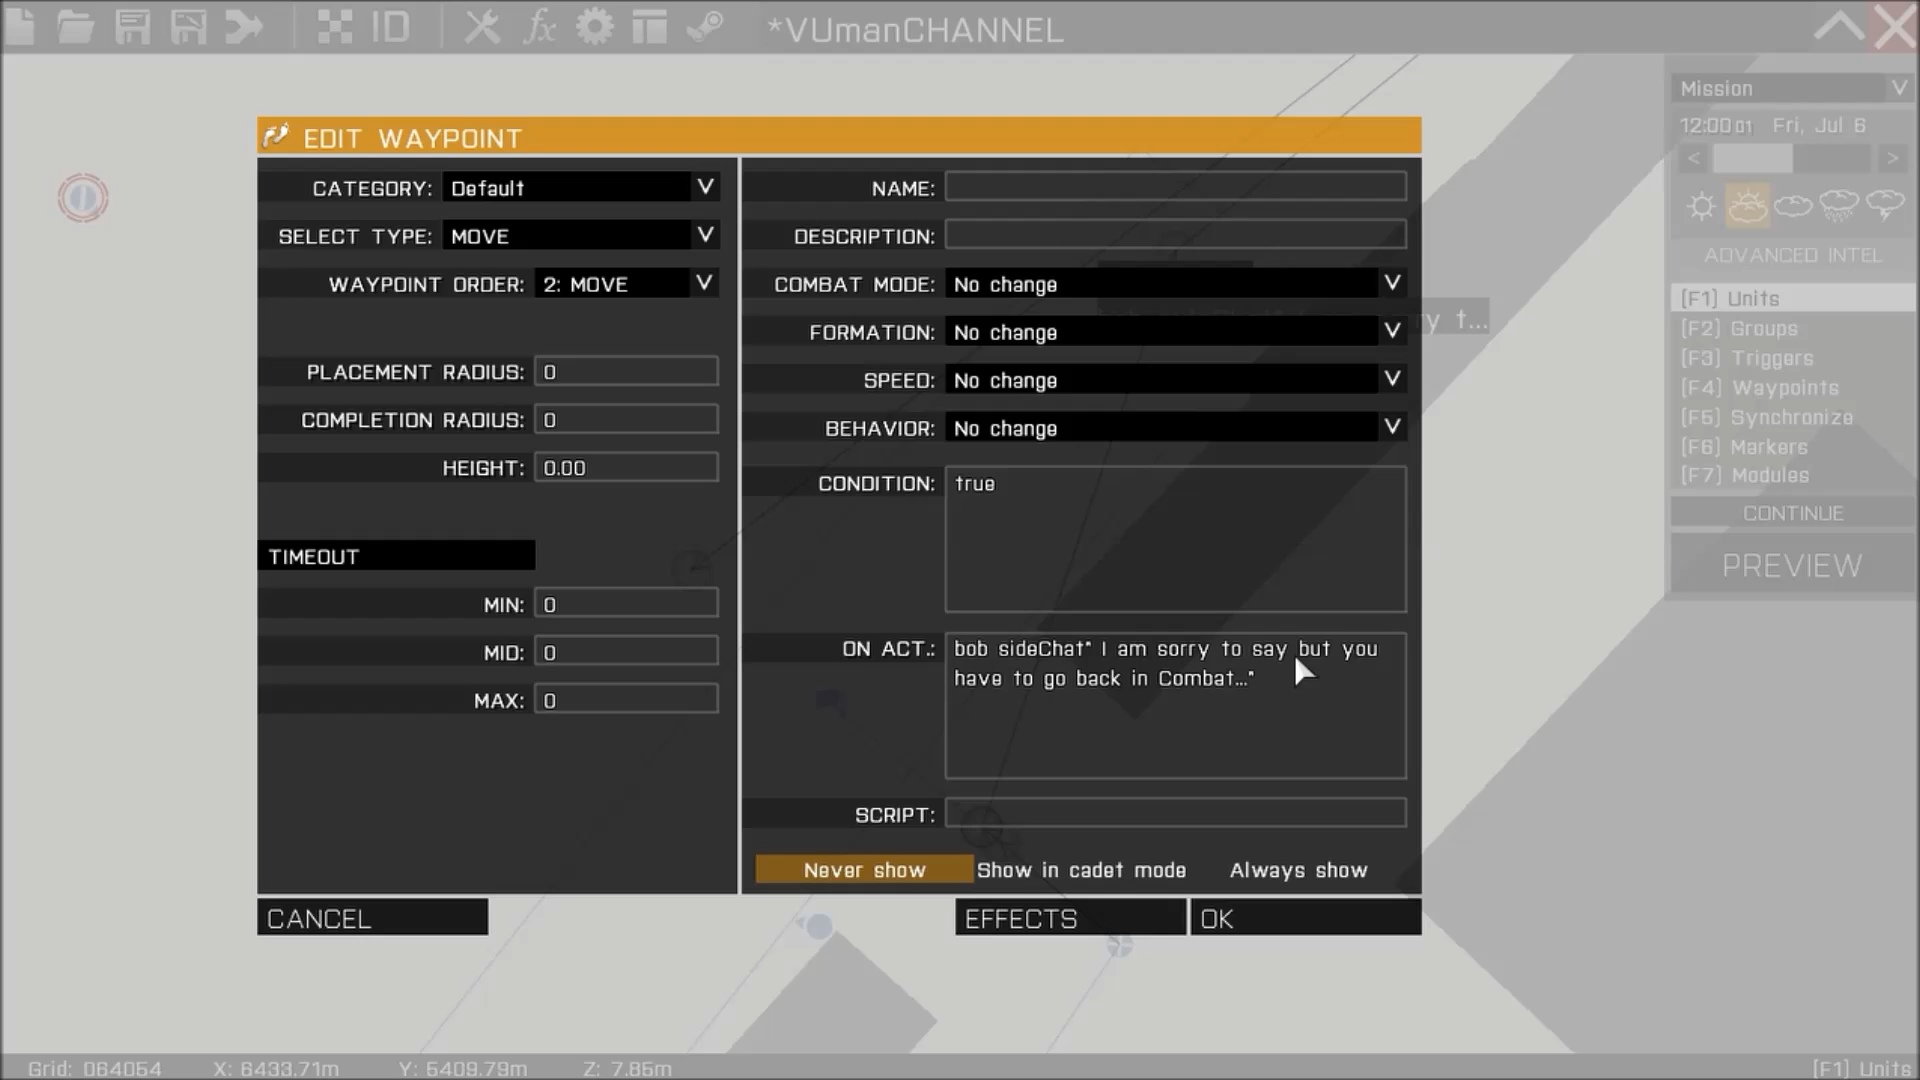 ID *VUmanCHANNEL
Mission
12:00 01 Fri, Jul 6
ADVANCED INTEL
[F1] Units
[F2] Groups
[F3] Triggers
[F4] Waypoints
[F5] Synchronize
[F6] Markers
[F7] Modules
CONTINUE
PREVIEW
EDIT WAYPOINT
CATEGORY: Default
SELECT TYPE: MOVE
WAYPOINT ORDER: 2: MOVE
PLACEMENT RADIUS: 0
COMPLETION RADIUS: 0
HEIGHT: 0.00
TIMEOUT
MIN: 0
MID: 0
MAX: 0
NAME:
DESCRIPTION:
COMBAT MODE: No change
FORMATION: No change
SPEED: No change
BEHAVIOR: No change
CONDITION: true
ON ACT.: bob sideChat" I am sorry to say but you
have to go back in Combat..."
SCRIPT:
Never show Show in cadet mode Always show
CANCEL EFFECTS OK
Grid: 064054 X: 6433.71m Y: 5409.79m Z: 7.85m [F1] Units